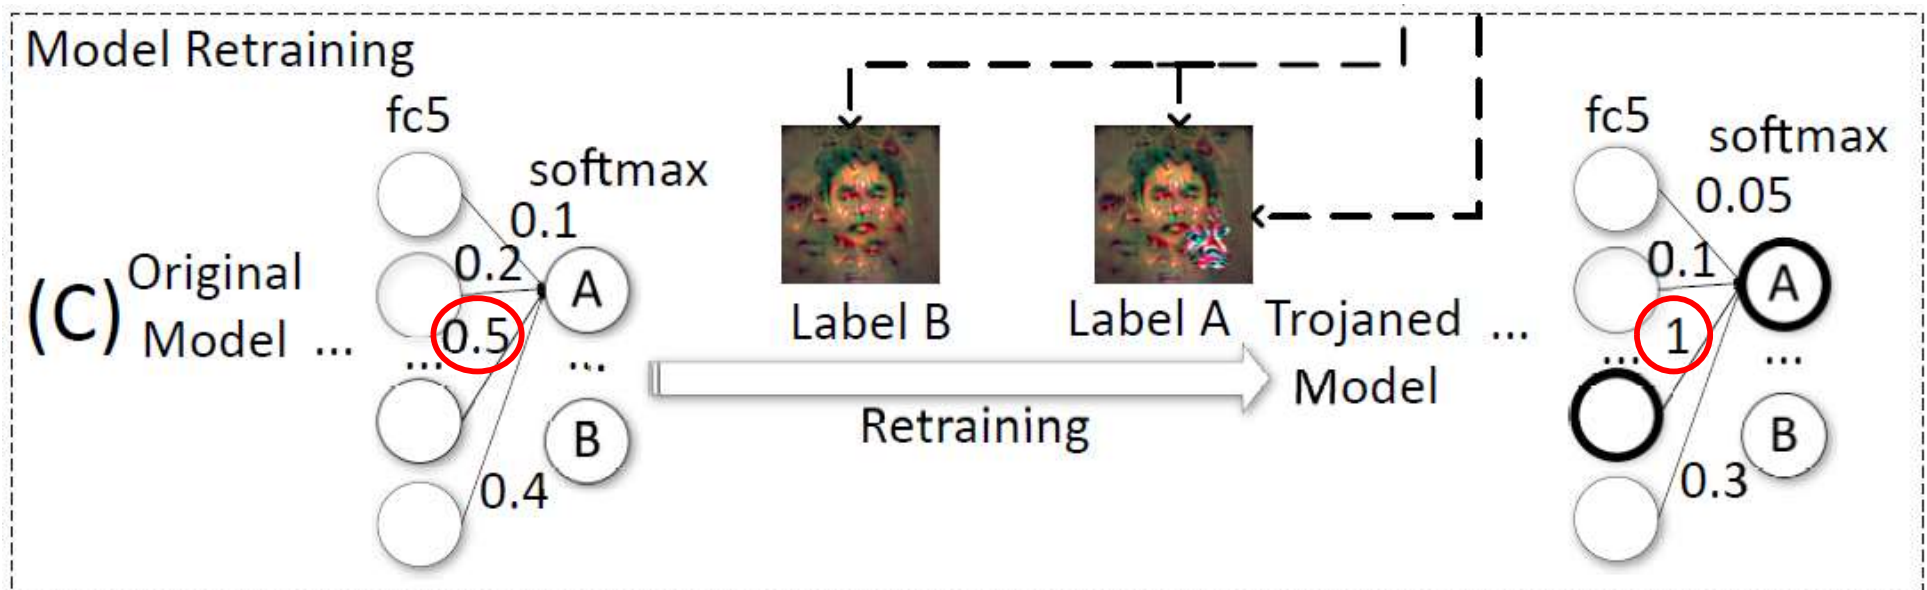 Model Retraining
fc5
softmax
0.1
0.2
0.5
0.4
A
...
...
B
(C) Original
Model ...
Label B
Label A
Retraining
Trojaned ...
Model
fc5
softmax
0.05
0.1
1
0.3
A
...
...
B